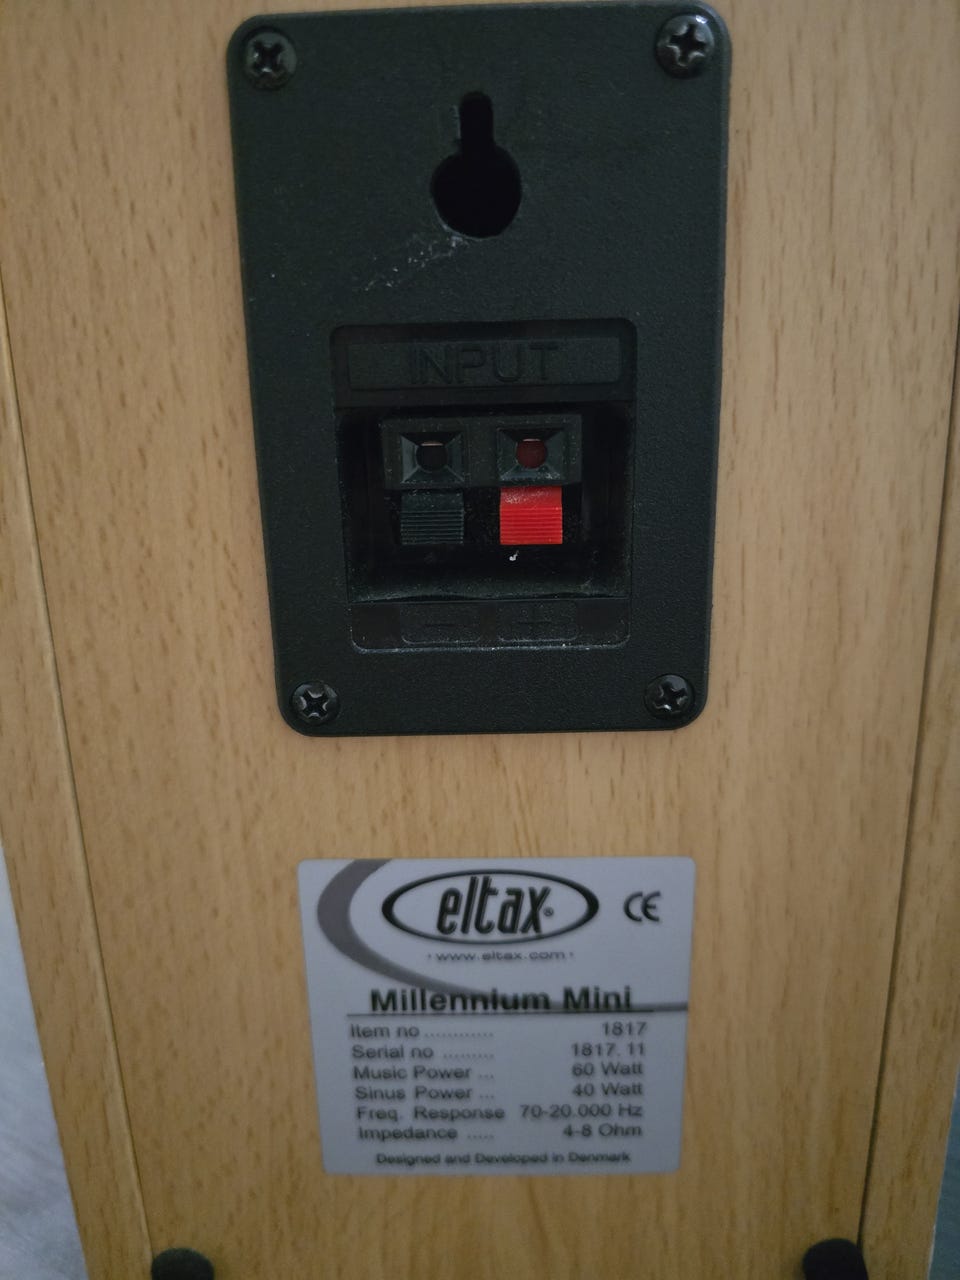 INPUT
- +
eltax®
CE
· www.eltax.com ·
Millennium Mini
Item no ............ 1817
Serial no ......... 1817. 11
Music Power ... 60 Watt
Sinus Power ... 40 Watt
Freq. Response 70-20.000 Hz
Impedance ..... 4-8 Ohm
Designed and Developed in Denmark